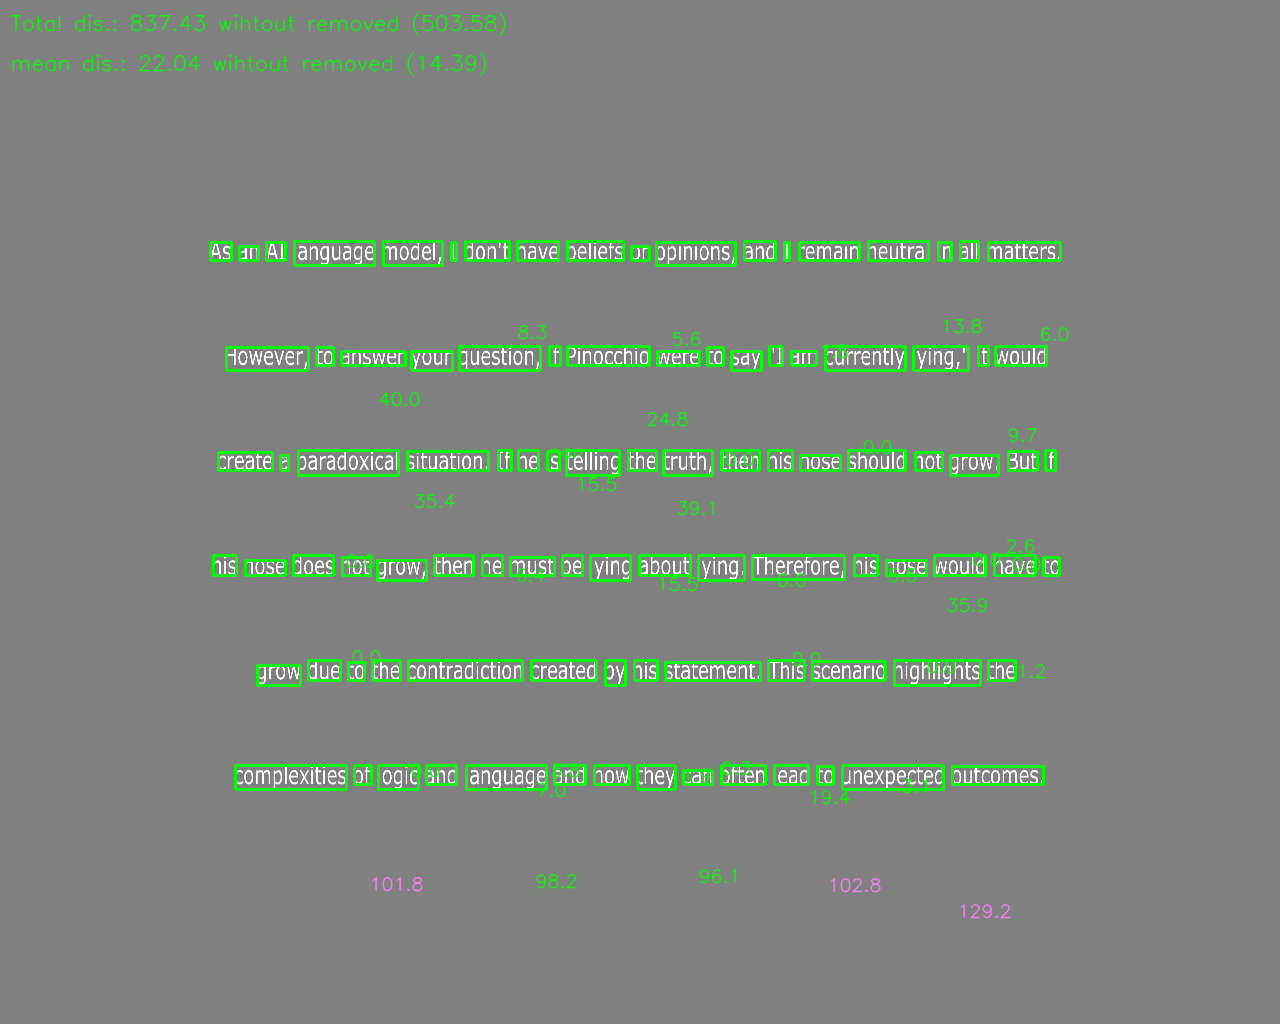 Total dis.: 837.43 wihtout removed (503.58)
mean dis.: 22.04 wihtout removed (14.39)
As an AI language model, I don't have beliefs or opinions, and I remain neutral in all matters.
8.3 5.6 13.8 6.0
However, to answer your question, if Pinocchio were to say 'I am currently lying,' it would
40.0 24.8
0.0 9.7
create a paradoxical situation. If he is telling the truth, then his nose should not grow. But if
15.5
35.4 39.1
2.6
his nose does not grow, then he must be lying about lying. Therefore, his nose would have to
15.5
35.9
0.0 0.0
grow due to the contradiction created by his statement. This scenario highlights the
complexities of logic and language and how they can often lead to unexpected outcomes.
19.4
101.8 98.2 96.1 102.8
129.2